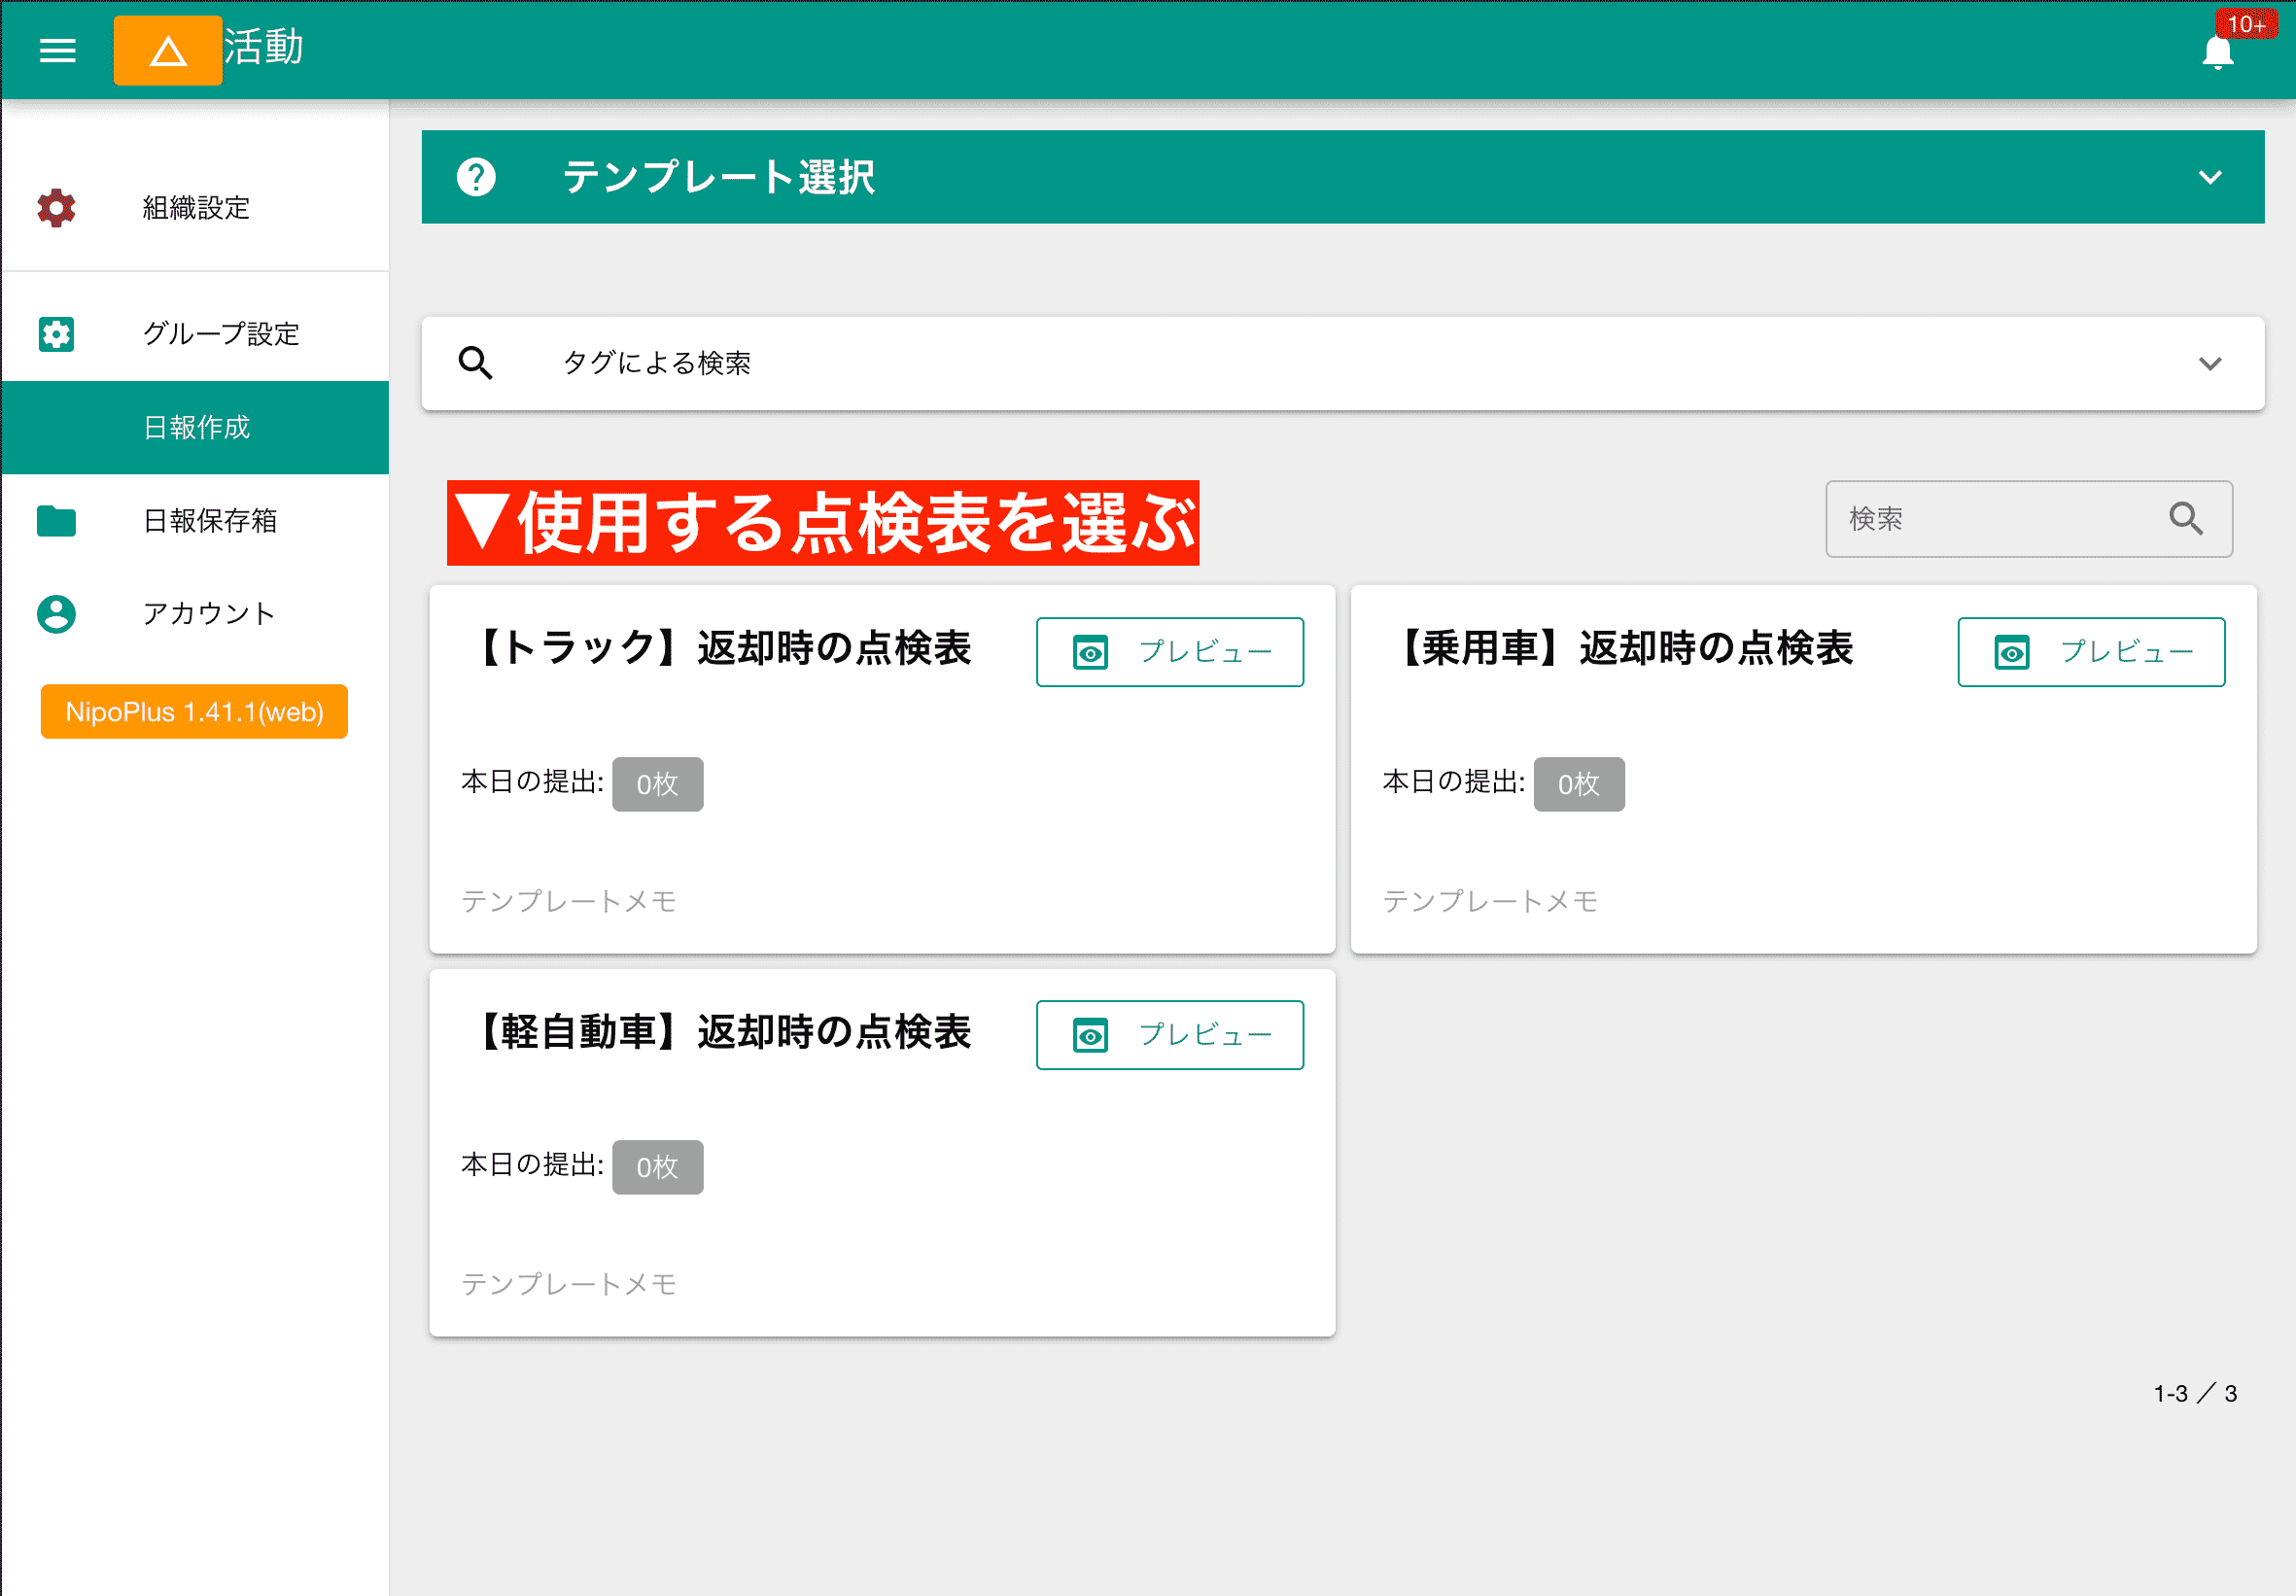 活動
10+
組織設定
グループ設定
日報作成
日報保存箱
アカウント
NipoPlus 1.41.1(web)
テンプレート選択
タグによる検索
▼使用する点検表を選ぶ
検索
【トラック】返却時の点検表
プレビュー
本日の提出: 0枚
テンプレートメモ
【乗用車】返却時の点検表
プレビュー
本日の提出: 0枚
テンプレートメモ
【軽自動車】返却時の点検表
プレビュー
本日の提出: 0枚
テンプレートメモ
1-3 ／ 3